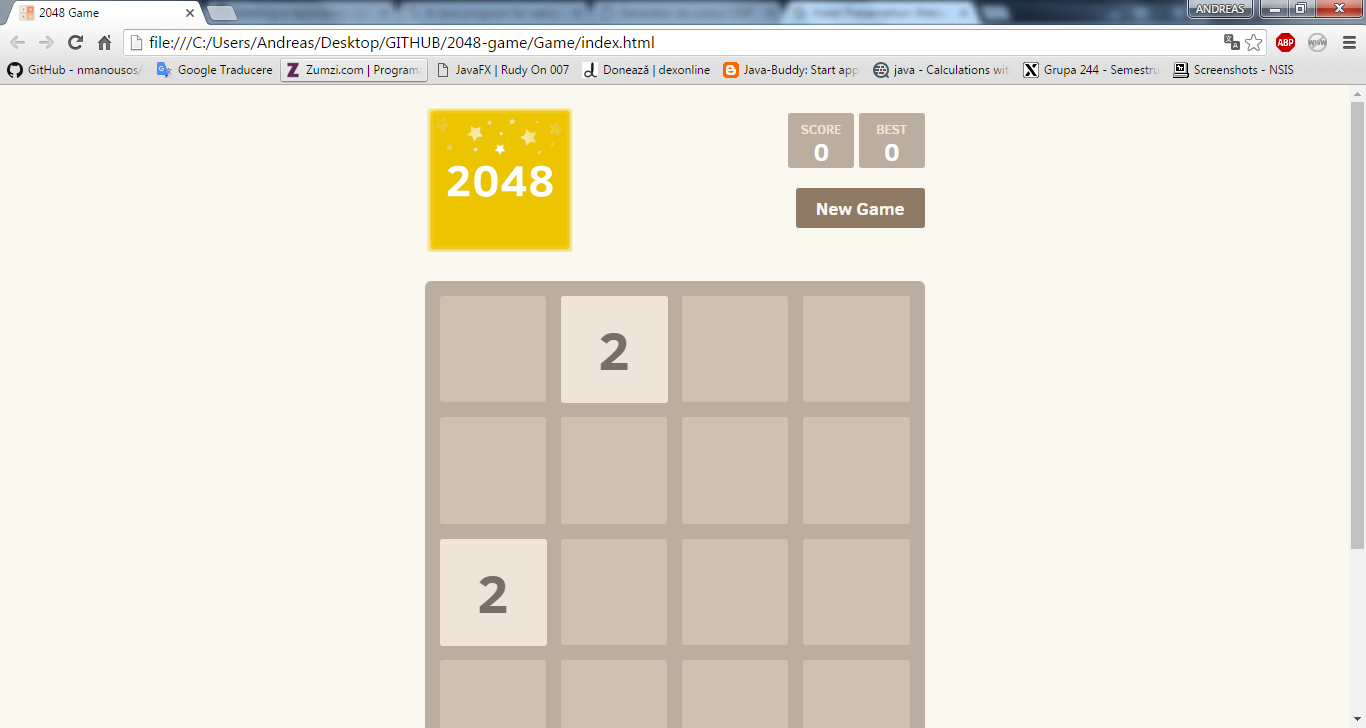 2048 Game
ANDREAS
file:///C:/Users/Andreas/Desktop/GITHUB/2048-game/Game/index.html
ABP
GitHub - nmanousos/
Google Traducere
Zumzi.com | Program
JavaFX | Rudy On 007
Donează | dexonline
Java-Buddy: Start app
java - Calculations wit
Grupa 244 - Semestru
Screenshots - NSIS
2048
SCORE
0
BEST
0
New Game
2
2